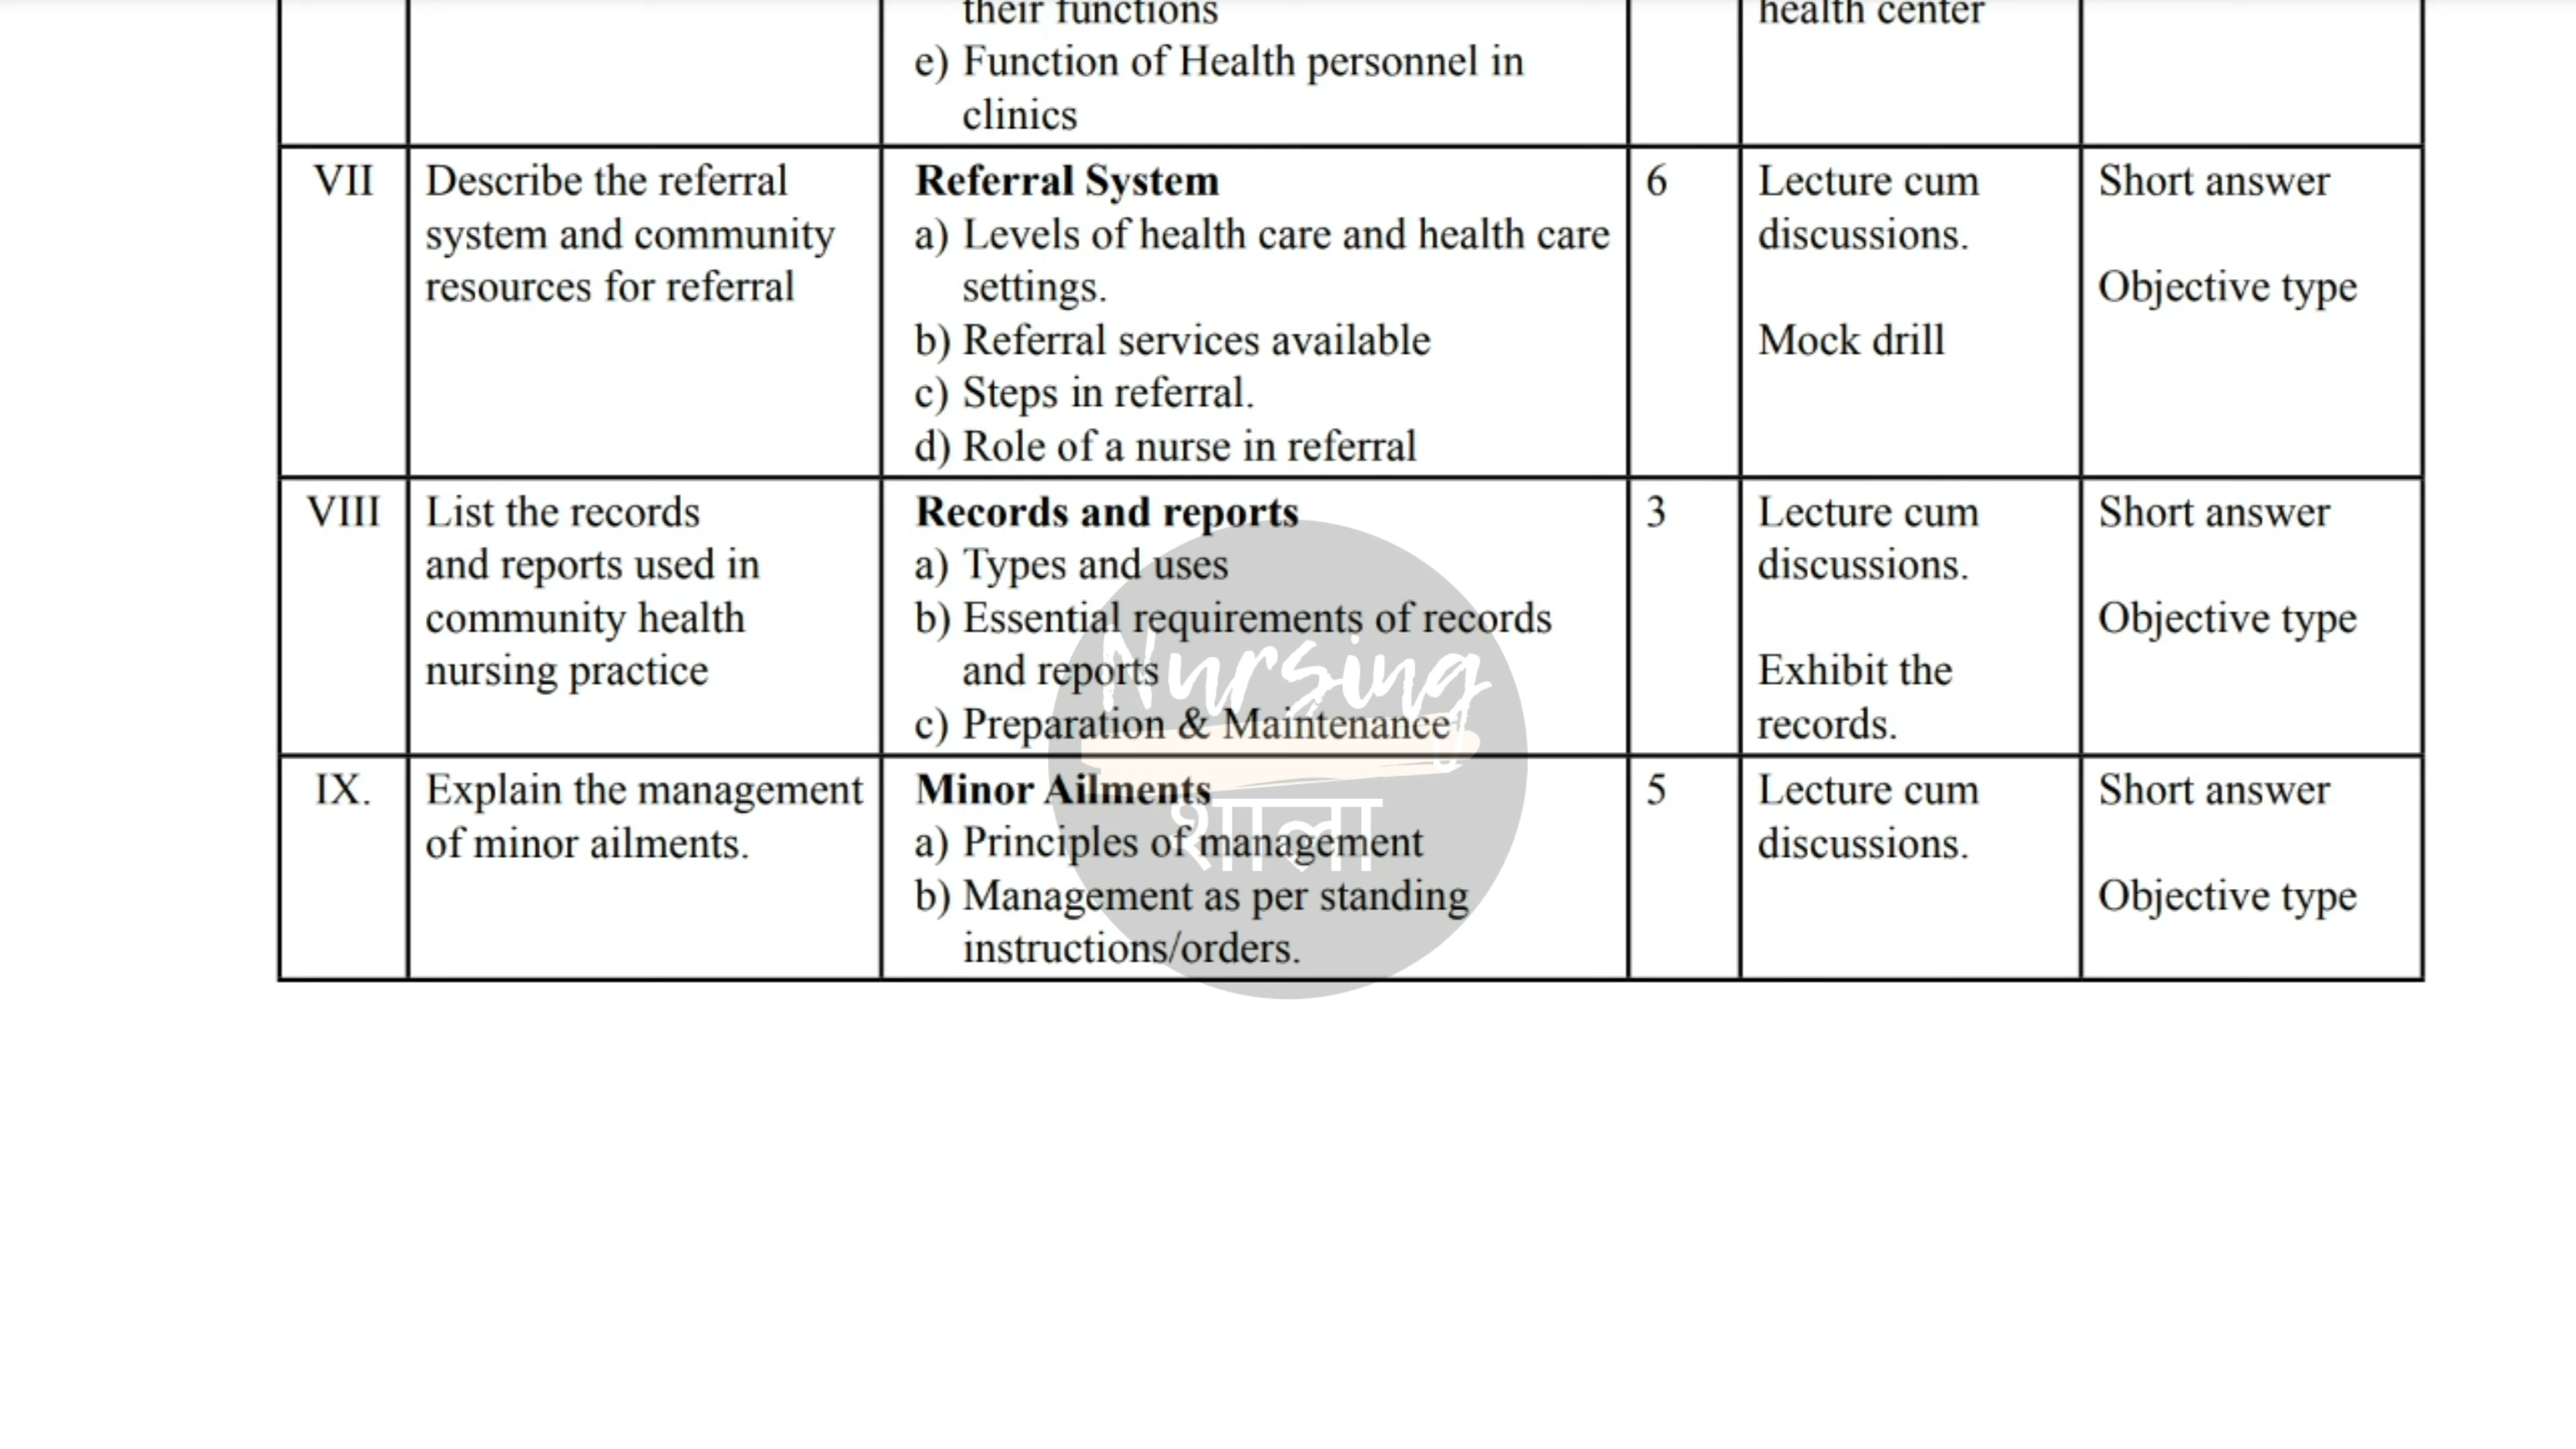 their functions
health center
e) Function of Health personnel in
clinics
VII
Describe the referral
system and community
resources for referral
Referral System
a) Levels of health care and health care
settings.
b) Referral services available
c) Steps in referral.
d) Role of a nurse in referral
6
Lecture cum
discussions.
Mock drill
Short answer
Objective type
VIII
List the records
and reports used in
community health
nursing practice
Records and reports
a) Types and uses
b) Essential requirements of records
and reports
c) Preparation & Maintenance
3
Lecture cum
discussions.
Exhibit the
records.
Short answer
Objective type
IX.
Explain the management
of minor ailments.
Minor Ailments
a) Principles of management
b) Management as per standing
instructions/orders.
5
Lecture cum
discussions.
Short answer
Objective type
Nursing
शाला